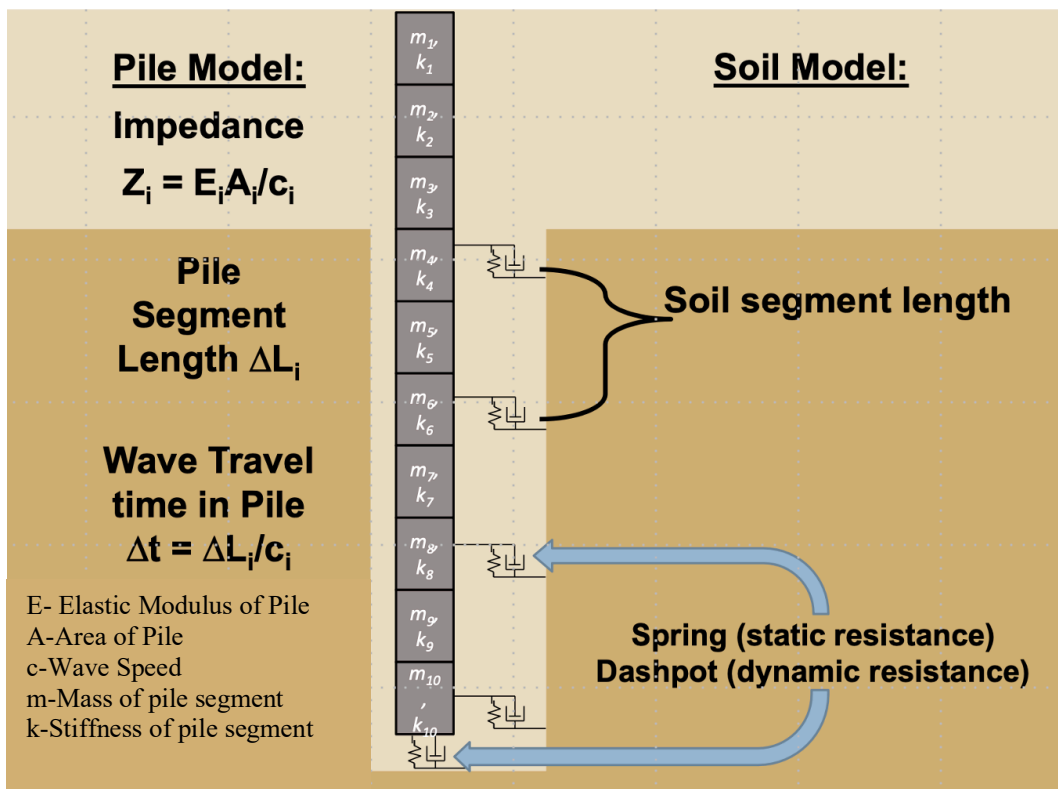 Pile Model:
Impedance
Zᵢ = EᵢAᵢ/cᵢ
Pile
Segment
Length ΔLᵢ
Wave Travel
time in Pile
Δt = ΔLᵢ/cᵢ
E- Elastic Modulus of Pile
A-Area of Pile
c-Wave Speed
m-Mass of pile segment
k-Stiffness of pile segment
m₁,
k₁
m₂,
k₂
m₃,
k₃
m₄,
k₄
m₅,
k₅
m₆,
k₆
m₇,
k₇
m₈,
k₈
m₉,
k₉
m₁₀
,
k₁₀
Soil Model:
Soil segment length
Spring (static resistance)
Dashpot (dynamic resistance)